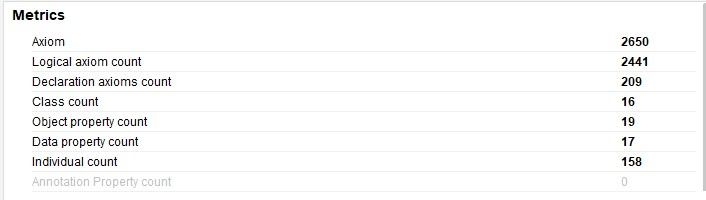 Metrics
Axiom 2650
Logical axiom count 2441
Declaration axioms count 209
Class count 16
Object property count 19
Data property count 17
Individual count 158
Annotation Property count 0